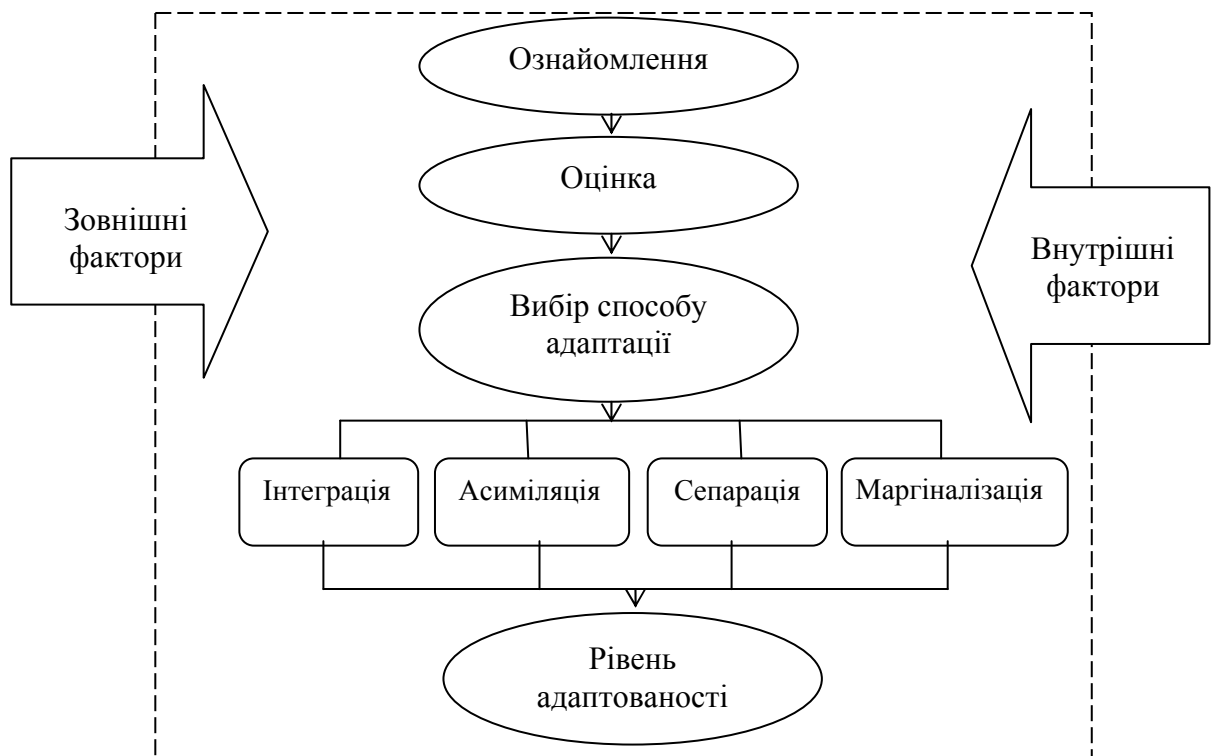 Ознайомлення
Оцінка
Зовнішні
фактори
Внутрішні
фактори
Вибір способу
адаптації
Інтеграція
Асиміляція
Сепарація
Маргіналізація
Рівень
адаптованості